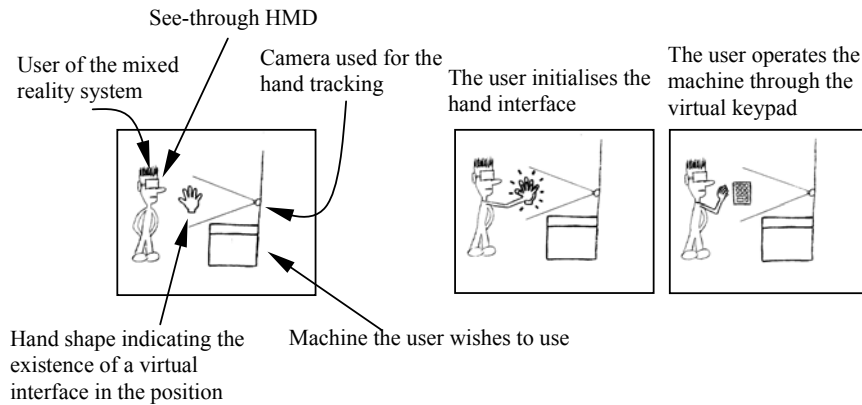 See-through HMD
User of the mixed
reality system
Camera used for the
hand tracking
The user initialises the
hand interface
The user operates the
machine through the
virtual keypad
Hand shape indicating the
existence of a virtual
interface in the position
Machine the user wishes to use